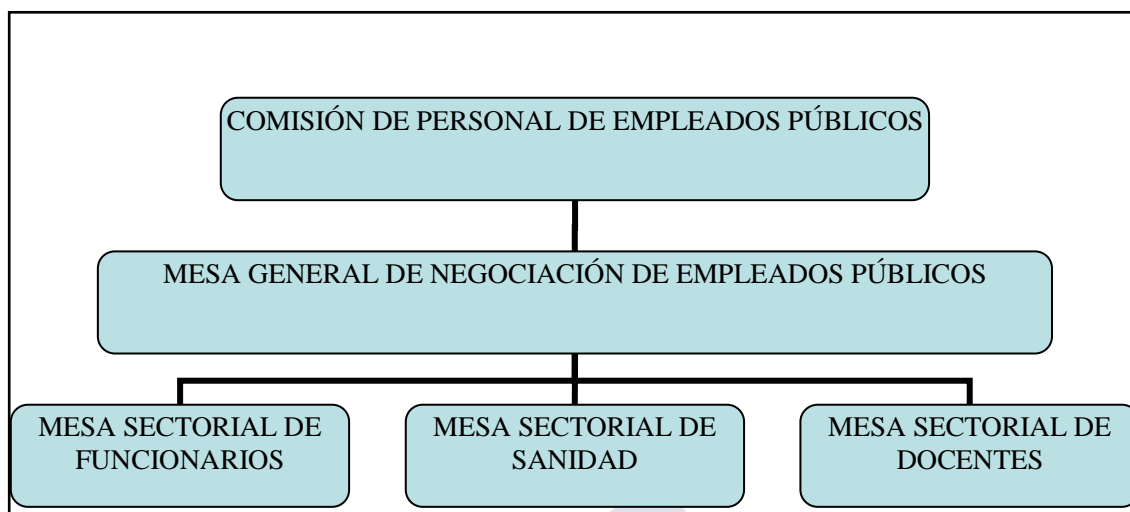 COMISIÓN DE PERSONAL DE EMPLEADOS PÚBLICOS
MESA GENERAL DE NEGOCIACIÓN DE EMPLEADOS PÚBLICOS
MESA SECTORIAL DE
FUNCIONARIOS
MESA SECTORIAL DE
SANIDAD
MESA SECTORIAL DE
DOCENTES